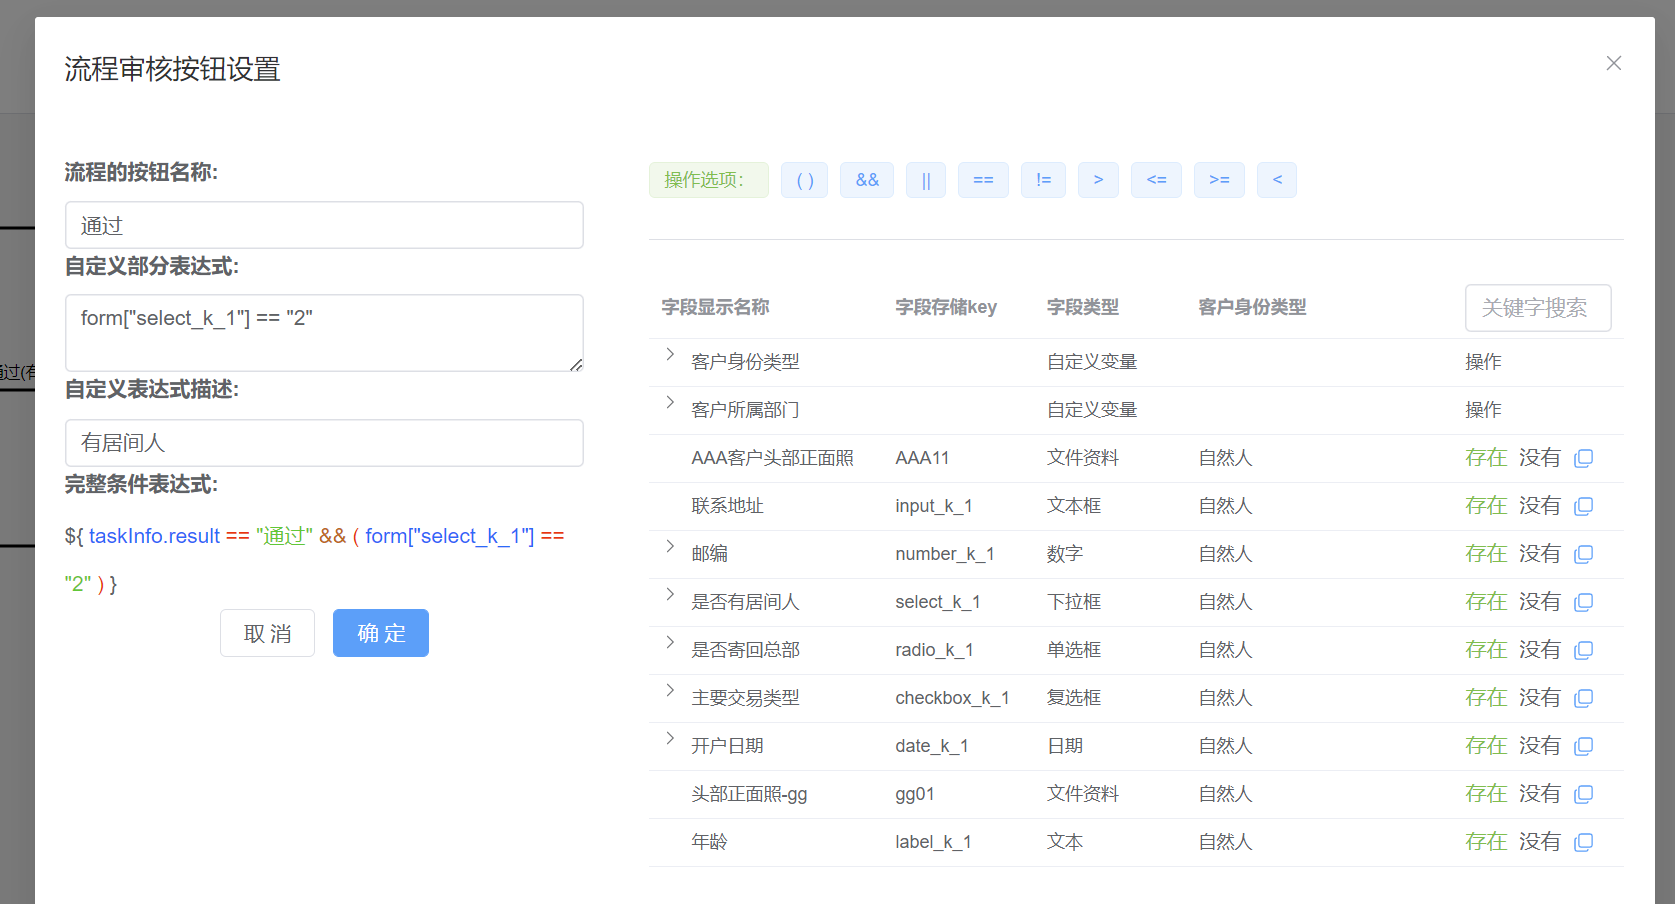 流程审核按钮设置
流程的按钮名称:
通过
自定义部分表达式:
form["select_k_1"] == "2"
自定义表达式描述:
有居间人
完整条件表达式:
${ taskInfo.result == "通过" && ( form["select_k_1"] ==
"2" ) }
取 消 确 定
操作选项: ( ) && || == != > <= >= <
字段显示名称 字段存储key 字段类型 客户身份类型 关键字搜索
客户身份类型 自定义变量 操作
客户所属部门 自定义变量 操作
AAA客户头部正面照 AAA11 文件资料 自然人 存在 没有
联系地址 input_k_1 文本框 自然人 存在 没有
邮编 number_k_1 数字 自然人 存在 没有
是否有居间人 select_k_1 下拉框 自然人 存在 没有
是否寄回总部 radio_k_1 单选框 自然人 存在 没有
主要交易类型 checkbox_k_1 复选框 自然人 存在 没有
开户日期 date_k_1 日期 自然人 存在 没有
头部正面照-gg gg01 文件资料 自然人 存在 没有
年龄 label_k_1 文本 自然人 存在 没有
过(有